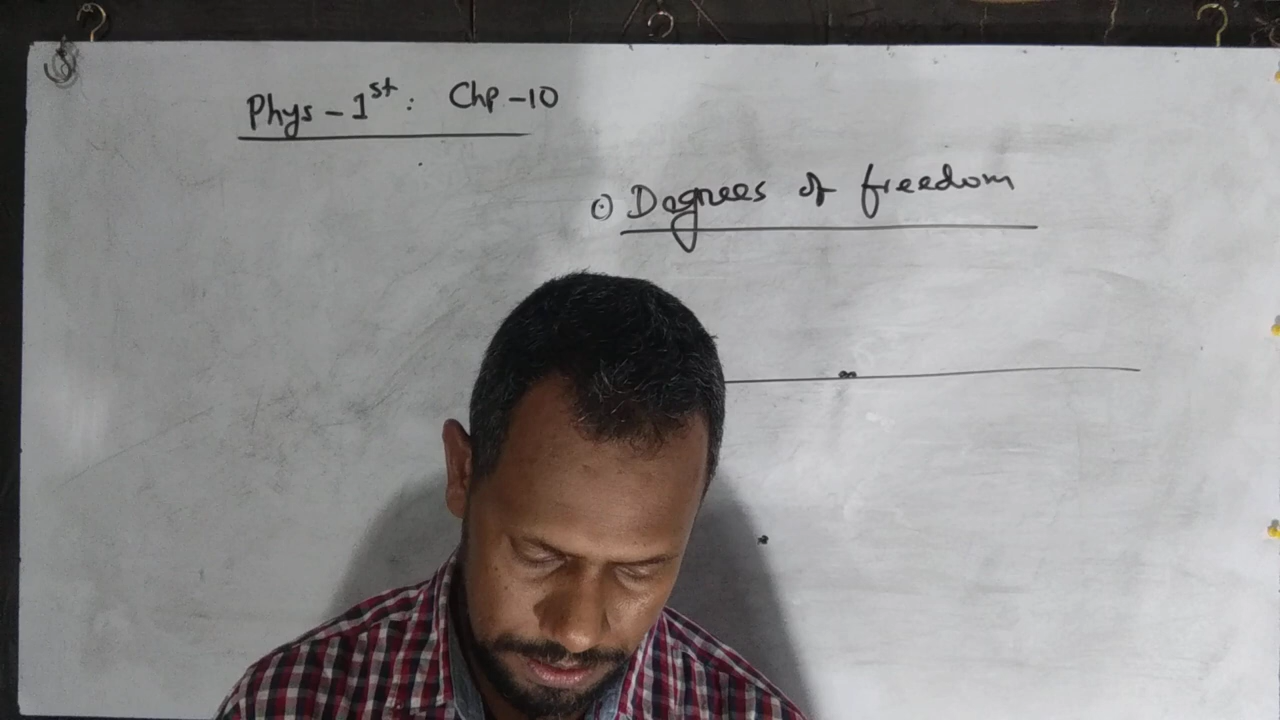 Phys - 1st: Chp-10
⊙ Degrees of freedom